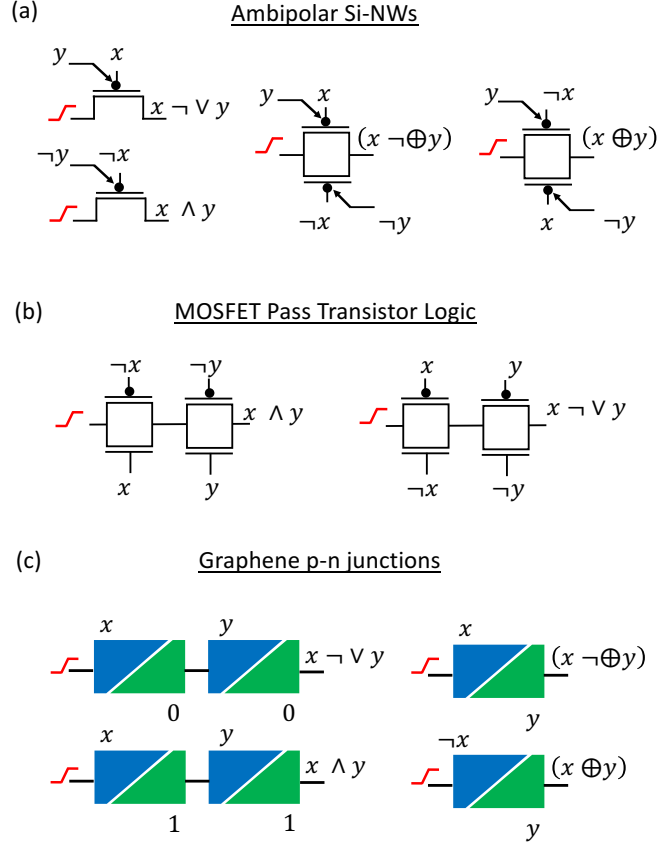 (a)
Ambipolar Si-NWs
y x
x ¬ ∨ y
¬y ¬x
x ∧ y
y x
(x ¬⊕y)
¬x ¬y
y ¬x
(x ⊕y)
x ¬y
(b)
MOSFET Pass Transistor Logic
¬x ¬y
x ∧ y
x y
x y
x ¬ ∨ y
¬x ¬y
(c)
Graphene p-n junctions
x y
x ¬ ∨ y
0 0
x y
x ∧ y
1 1
x
(x ¬⊕y)
y
¬x
(x ⊕y)
y